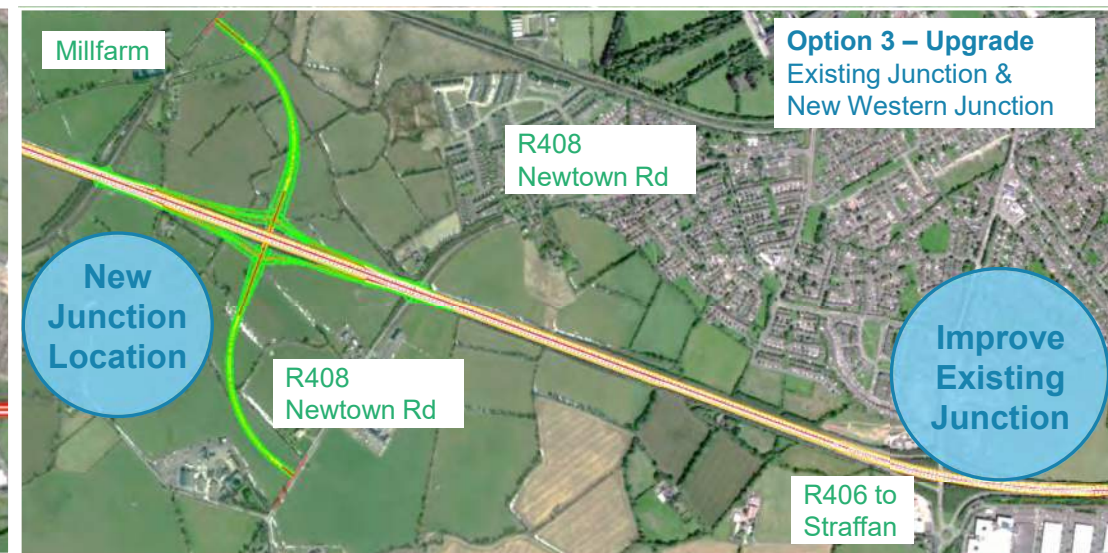 Millfarm
Option 3 – Upgrade
Existing Junction &
New Western Junction
R408
Newtown Rd
New
Junction
Location
Improve
Existing
Junction
R408
Newtown Rd
R406 to
Straffan